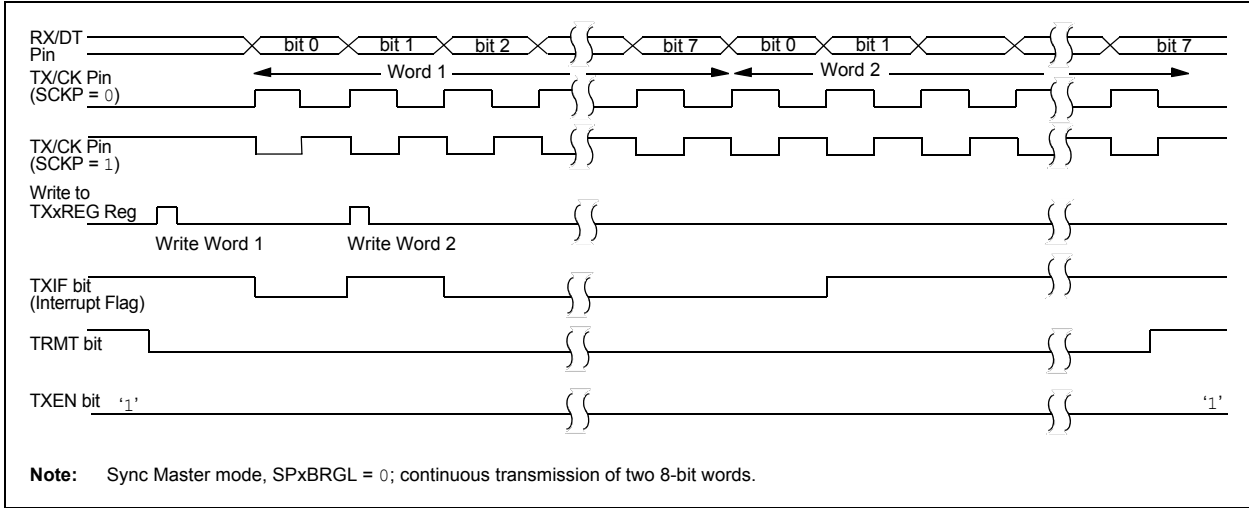 RX/DT
Pin
bit 0 bit 1 bit 2 bit 7 bit 0 bit 1 bit 7
Word 1 Word 2
TX/CK Pin
(SCKP = 0)
TX/CK Pin
(SCKP = 1)
Write to
TXxREG Reg
Write Word 1 Write Word 2
TXIF bit
(Interrupt Flag)
TRMT bit
TXEN bit ‘1’ ‘1’
Note: Sync Master mode, SPxBRGL = 0; continuous transmission of two 8-bit words.